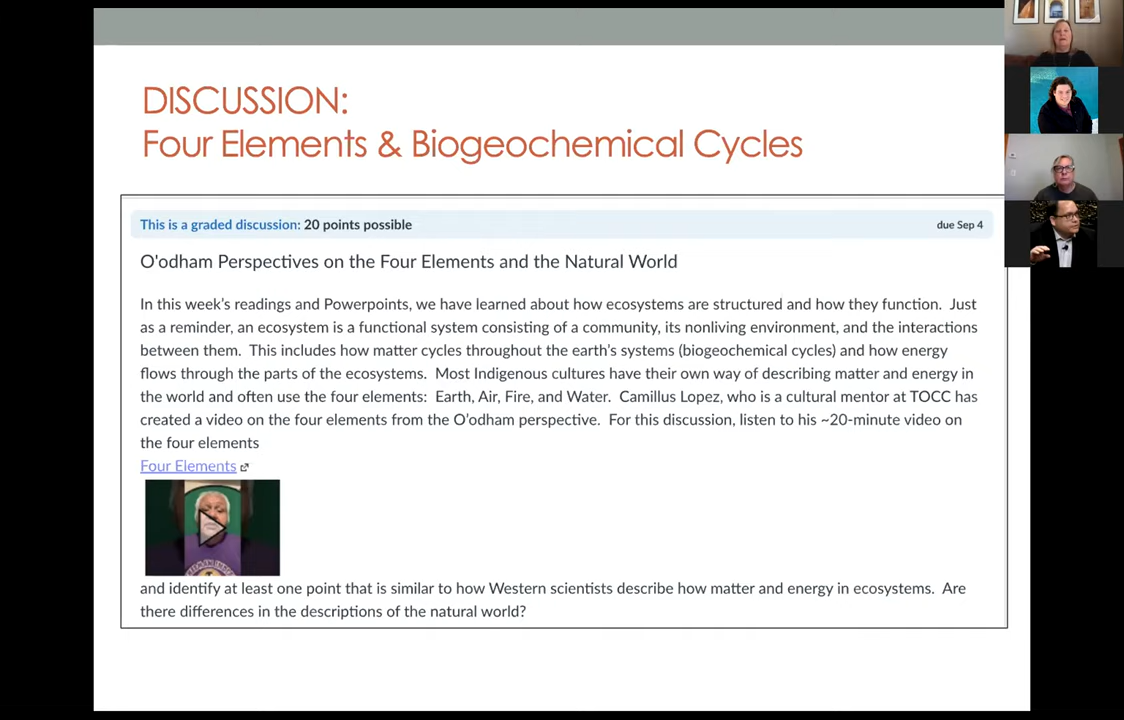 DISCUSSION:
Four Elements & Biogeochemical Cycles
This is a graded discussion: 20 points possible
due Sep 4
O'odham Perspectives on the Four Elements and the Natural World
In this week's readings and Powerpoints, we have learned about how ecosystems are structured and how they function. Just
as a reminder, an ecosystem is a functional system consisting of a community, its nonliving environment, and the interactions
between them. This includes how matter cycles throughout the earth's systems (biogeochemical cycles) and how energy
flows through the parts of the ecosystems. Most Indigenous cultures have their own way of describing matter and energy in
the world and often use the four elements: Earth, Air, Fire, and Water. Camillus Lopez, who is a cultural mentor at TOCC has
created a video on the four elements from the O'odham perspective. For this discussion, listen to his ~20-minute video on
the four elements
Four Elements
and identify at least one point that is similar to how Western scientists describe how matter and energy in ecosystems. Are
there differences in the descriptions of the natural world?